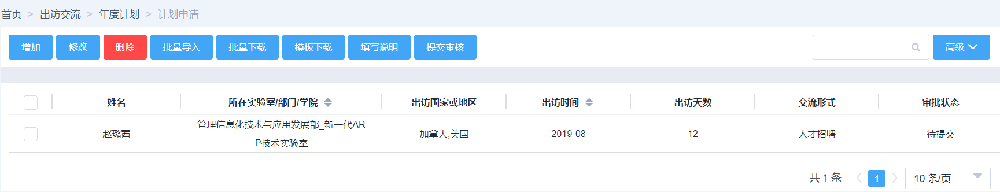 首页 > 出访交流 > 年度计划 > 计划申请
增加 修改 删除 批量导入 批量下载 模板下载 填写说明 提交审核 高级
姓名 所在实验室/部门/学院 出访国家或地区 出访时间 出访天数 交流形式 审批状态
赵璐茜 管理信息化技术与应用发展部_新一代AR 加拿大,美国 2019-08 12 人才招聘 待提交
P技术实验室
共 1 条 1 10 条/页